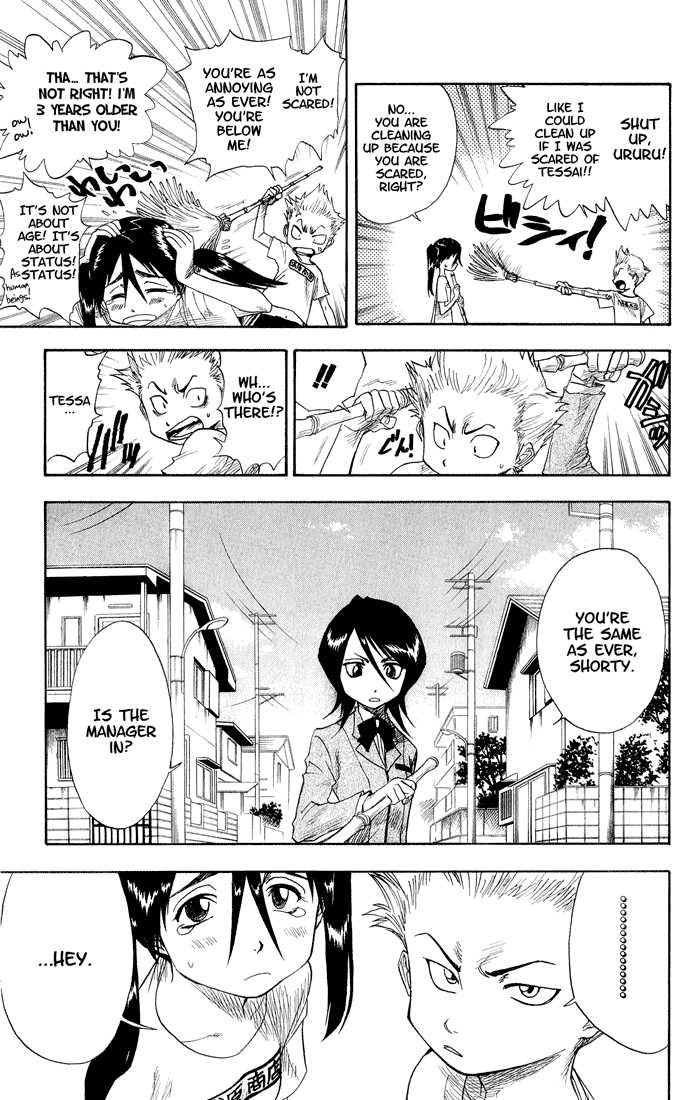 SHUT
UP,
URURU!
LIKE I
COULD
CLEAN UP
IF I WAS
SCARED OF
TESSAI!!
NO...
YOU ARE
CLEANING
UP BECAUSE
YOU ARE
SCARED,
RIGHT?
ビシィ!
I'M
NOT
SCARED!
YOU'RE AS
ANNOYING
AS EVER!
YOU'RE
BELOW
ME!
THA... THAT'S
NOT RIGHT! I'M
3 YEARS OLDER
THAN YOU!
OW
OW!
IT'S NOT
ABOUT
AGE! IT'S
ABOUT
STATUS!
STATUS!
As
human
beings!
!!
WH...
WHO'S
THERE!?
TESSA
...
YOU'RE
THE SAME
AS EVER,
SHORTY.
IS THE
MANAGER
IN?
...........
...HEY.